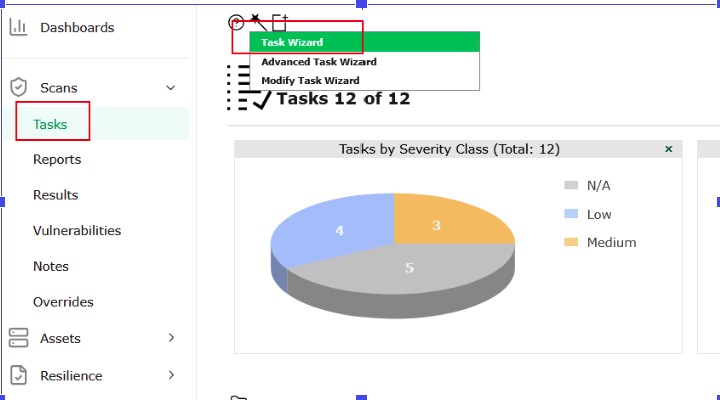 Dashboards
Scans
Tasks
Reports
Results
Vulnerabilities
Notes
Overrides
Assets
Resilience
?
Task Wizard
Advanced Task Wizard
Modify Task Wizard
Tasks 12 of 12
Tasks by Severity Class (Total: 12) ×
4
3
5
N/A
Low
Medium